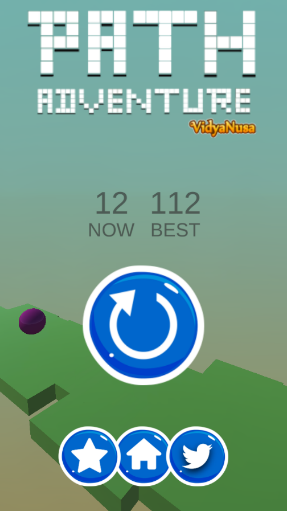 PATH
ADVENTURE
VidyaNusa
12 112
NOW BEST